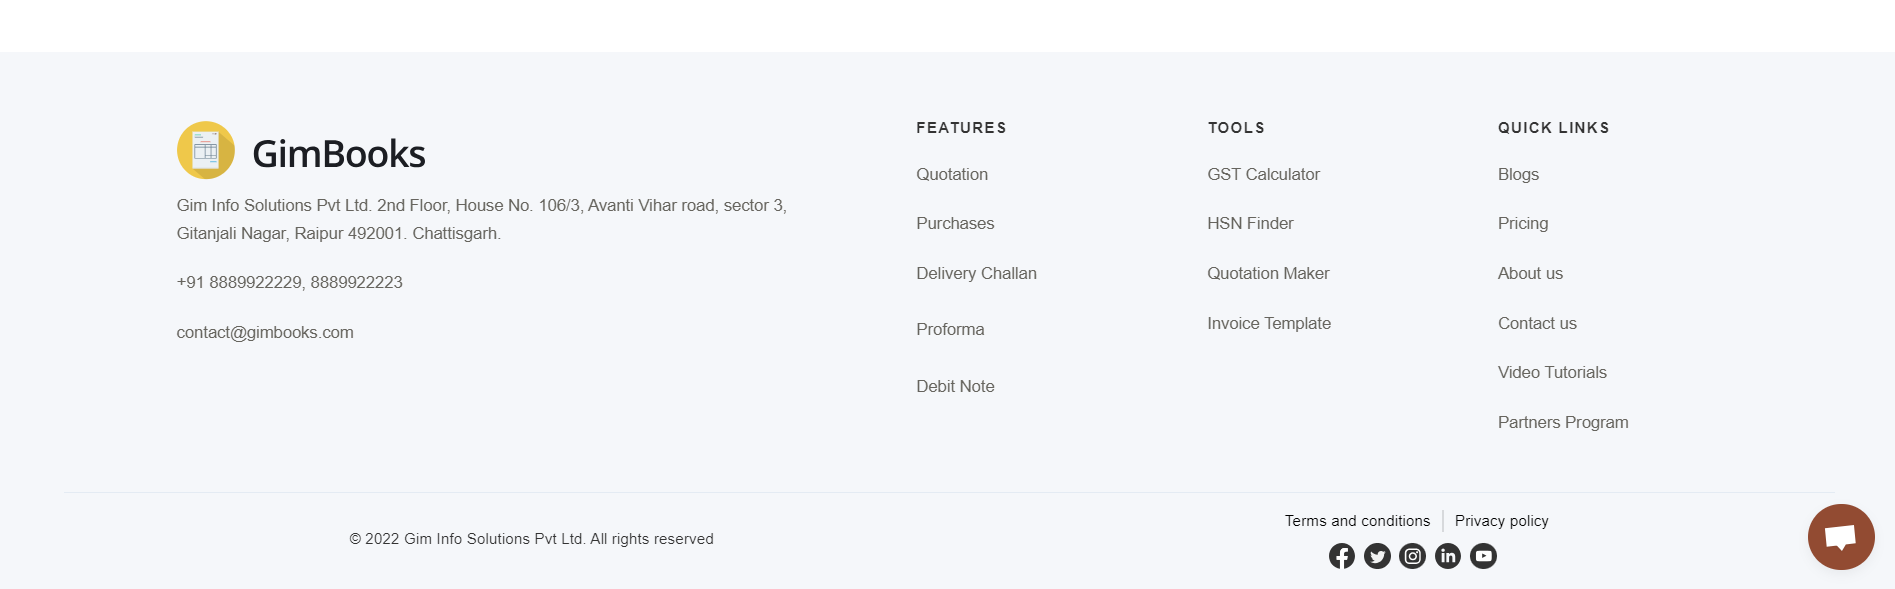 GimBooks
Gim Info Solutions Pvt Ltd. 2nd Floor, House No. 106/3, Avanti Vihar road, sector 3,
Gitanjali Nagar, Raipur 492001. Chattisgarh.
+91 8889922229, 8889922223
contact@gimbooks.com
FEATURES
Quotation
Purchases
Delivery Challan
Proforma
Debit Note
TOOLS
GST Calculator
HSN Finder
Quotation Maker
Invoice Template
QUICK LINKS
Blogs
Pricing
About us
Contact us
Video Tutorials
Partners Program
© 2022 Gim Info Solutions Pvt Ltd. All rights reserved
Terms and conditions
Privacy policy